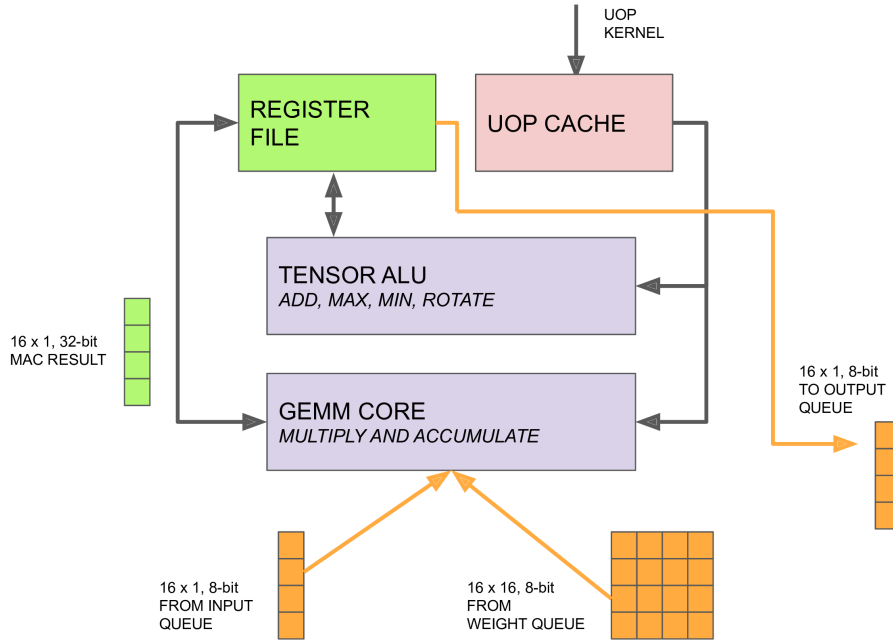 UOP
KERNEL
REGISTER
FILE
UOP CACHE
TENSOR ALU
ADD, MAX, MIN, ROTATE
16 x 1, 32-bit
MAC RESULT
16 x 1, 8-bit
TO OUTPUT
QUEUE
GEMM CORE
MULTIPLY AND ACCUMULATE
16 x 1, 8-bit
FROM INPUT
QUEUE
16 x 16, 8-bit
FROM
WEIGHT QUEUE